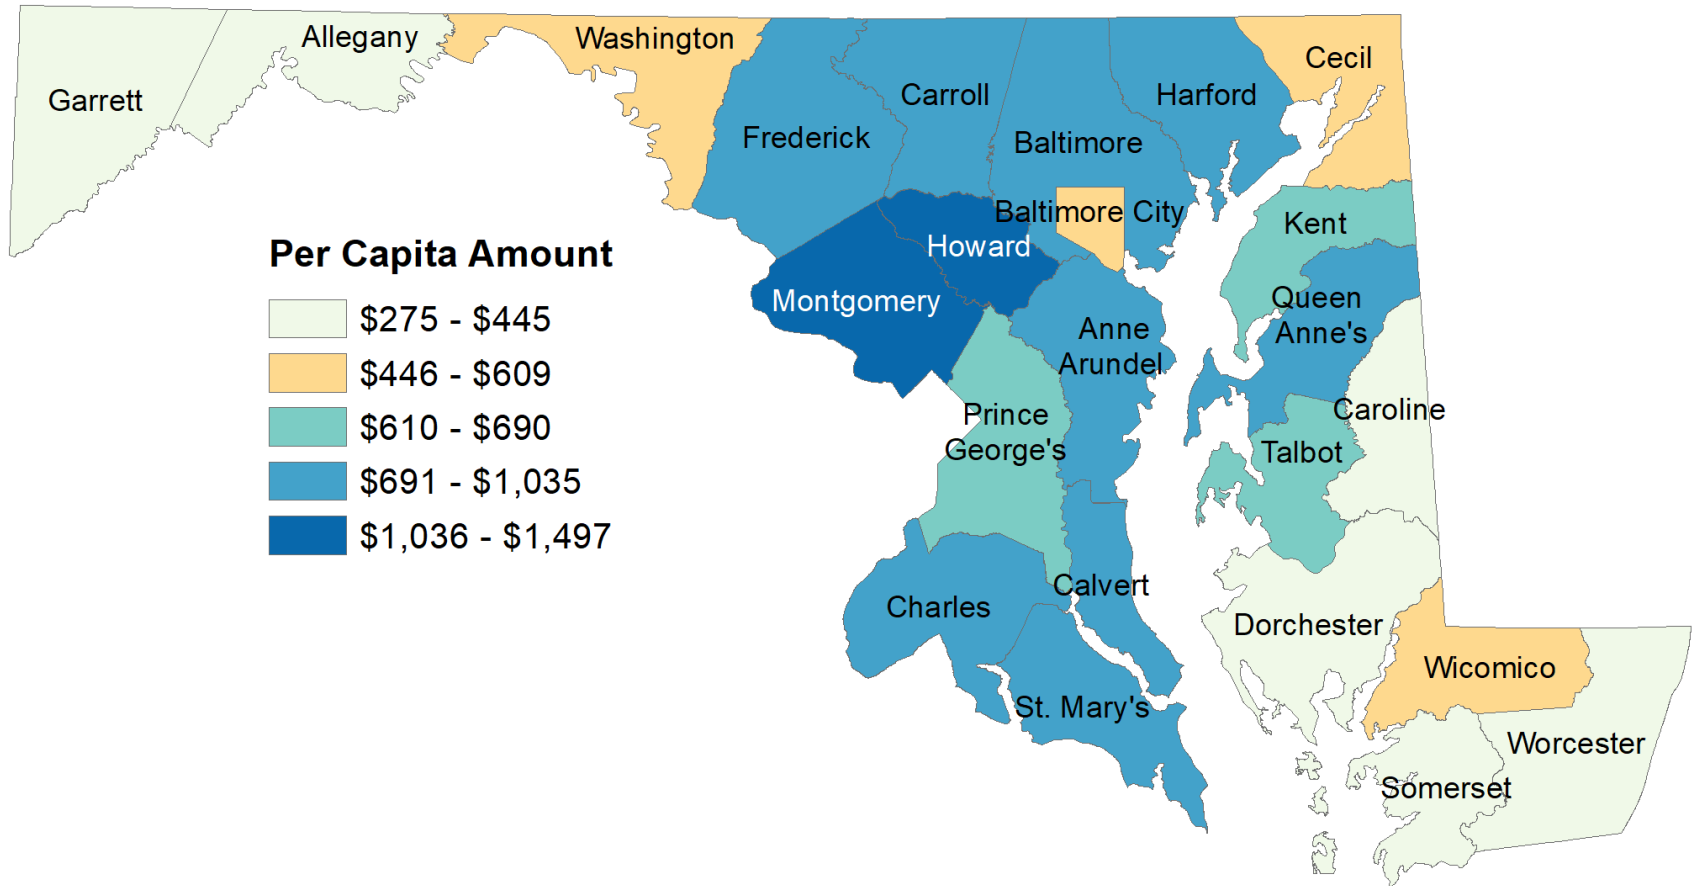 Allegany
Washington
Cecil
Garrett
Carroll
Harford
Frederick
Baltimore
Baltimore City
Kent
Howard
Per Capita Amount
$275 - $445
$446 - $609
$610 - $690
$691 - $1,035
$1,036 - $1,497
Montgomery
Queen
Anne's
Anne
Arundel
Prince
George's
Caroline
Talbot
Calvert
Charles
Dorchester
Wicomico
St. Mary's
Worcester
Somerset